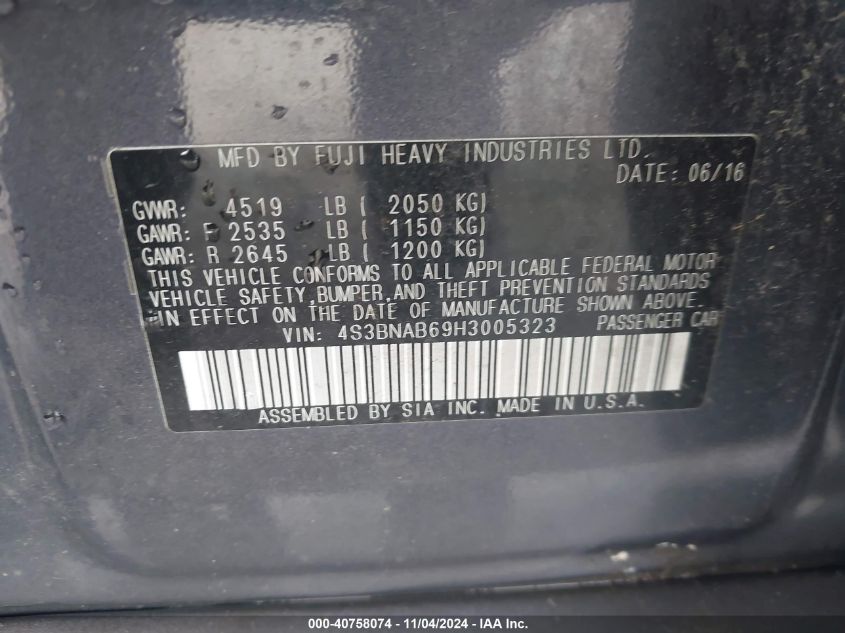 MFD BY FUJI HEAVY INDUSTRIES LTD.
DATE: 06/16
GVWR: 4519 LB ( 2050 KG)
GAWR: F 2535 LB ( 1150 KG)
GAWR: R 2645 LB ( 1200 KG)
THIS VEHICLE CONFORMS TO ALL APPLICABLE FEDERAL MOTOR
VEHICLE SAFETY,BUMPER,AND THEFT PREVENTION STANDARDS
IN EFFECT ON THE DATE OF MANUFACTURE SHOWN ABOVE.
VIN: 4S3BNAB69H3005323 PASSENGER CAR
ASSEMBLED BY SIA INC. MADE IN U.S.A.
000-40758074 - 11/04/2024 - IAA Inc.